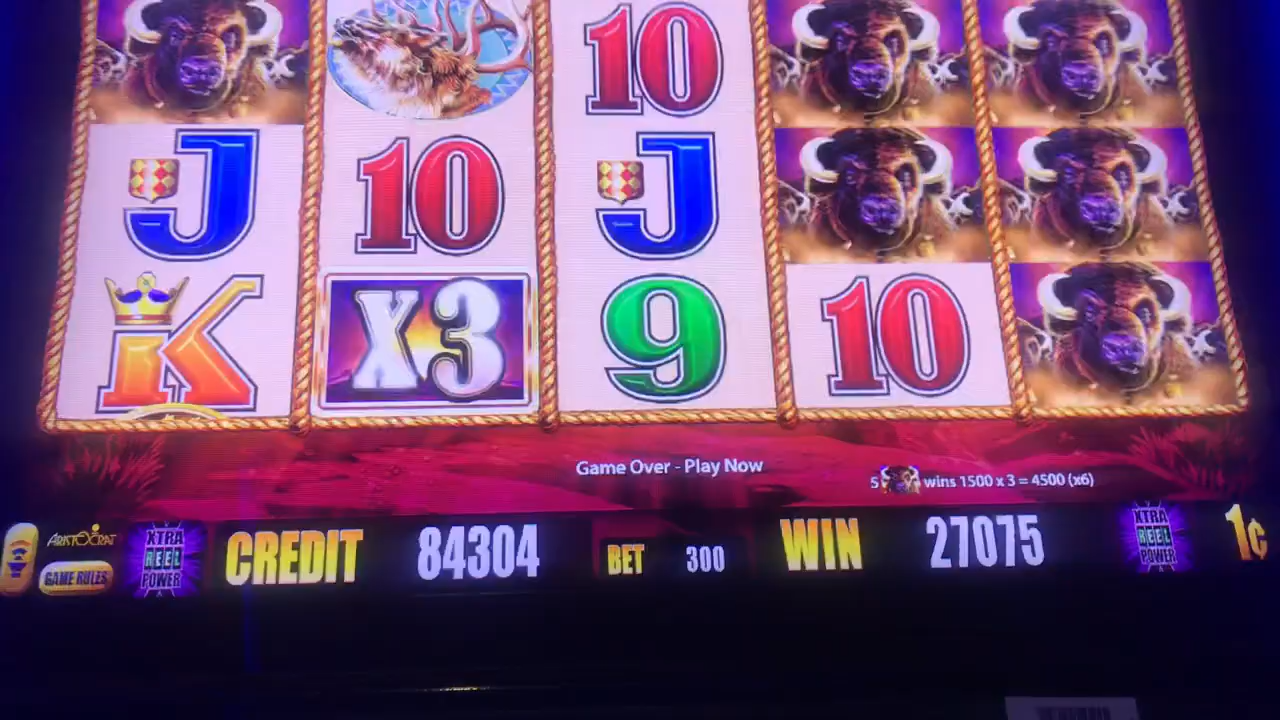 10
J
10
J
K
X3
9
10
Game Over - Play Now
5 wins 1500 x 3 = 4500 (x6)
ARISTOCRAT
GAME RULES
XTRA
REEL
POWER
CREDIT 84304
BET 300
WIN 27075
XTRA
REEL
POWER
1¢